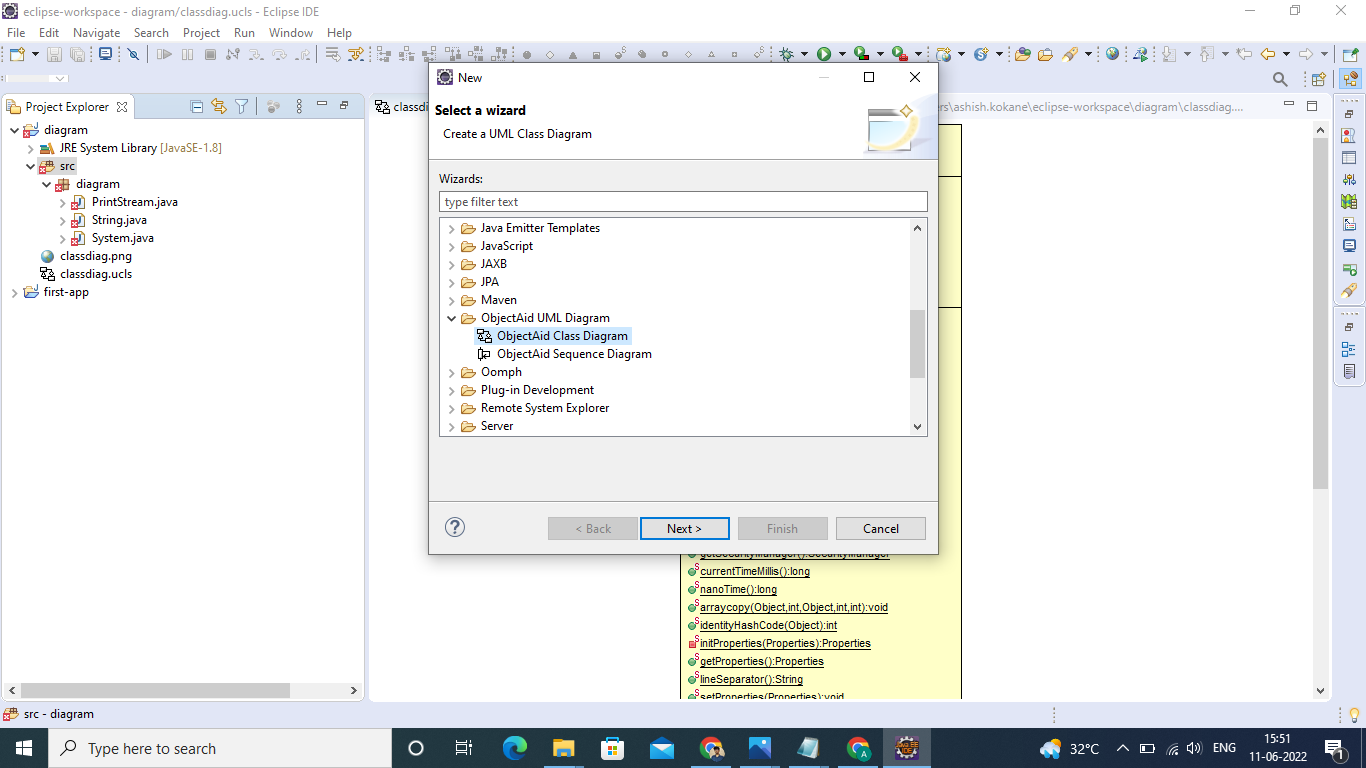 eclipse-workspace - diagram/classdiag.ucls - Eclipse IDE
File Edit Navigate Search Project Run Window Help
New
Project Explorer
classdi
rs\ashish.kokane\eclipse-workspace\diagram\classdiag....
Select a wizard
Create a UML Class Diagram
diagram
JRE System Library [JavaSE-1.8]
src
diagram
PrintStream.java
String.java
System.java
classdiag.png
classdiag.ucls
first-app
Wizards:
type filter text
Java Emitter Templates
JavaScript
JAXB
JPA
Maven
ObjectAid UML Diagram
ObjectAid Class Diagram
ObjectAid Sequence Diagram
Oomph
Plug-in Development
Remote System Explorer
Server
?
< Back
Next >
Finish
Cancel
getSecurityManager():SecurityManager
currentTimeMillis():long
nanoTime():long
arraycopy(Object,int,Object,int,int):void
identityHashCode(Object):int
initProperties(Properties):Properties
getProperties():Properties
lineSeparator():String
setProperties(Properties):void
src - diagram
Type here to search
32°C
ENG
15:51
11-06-2022
1